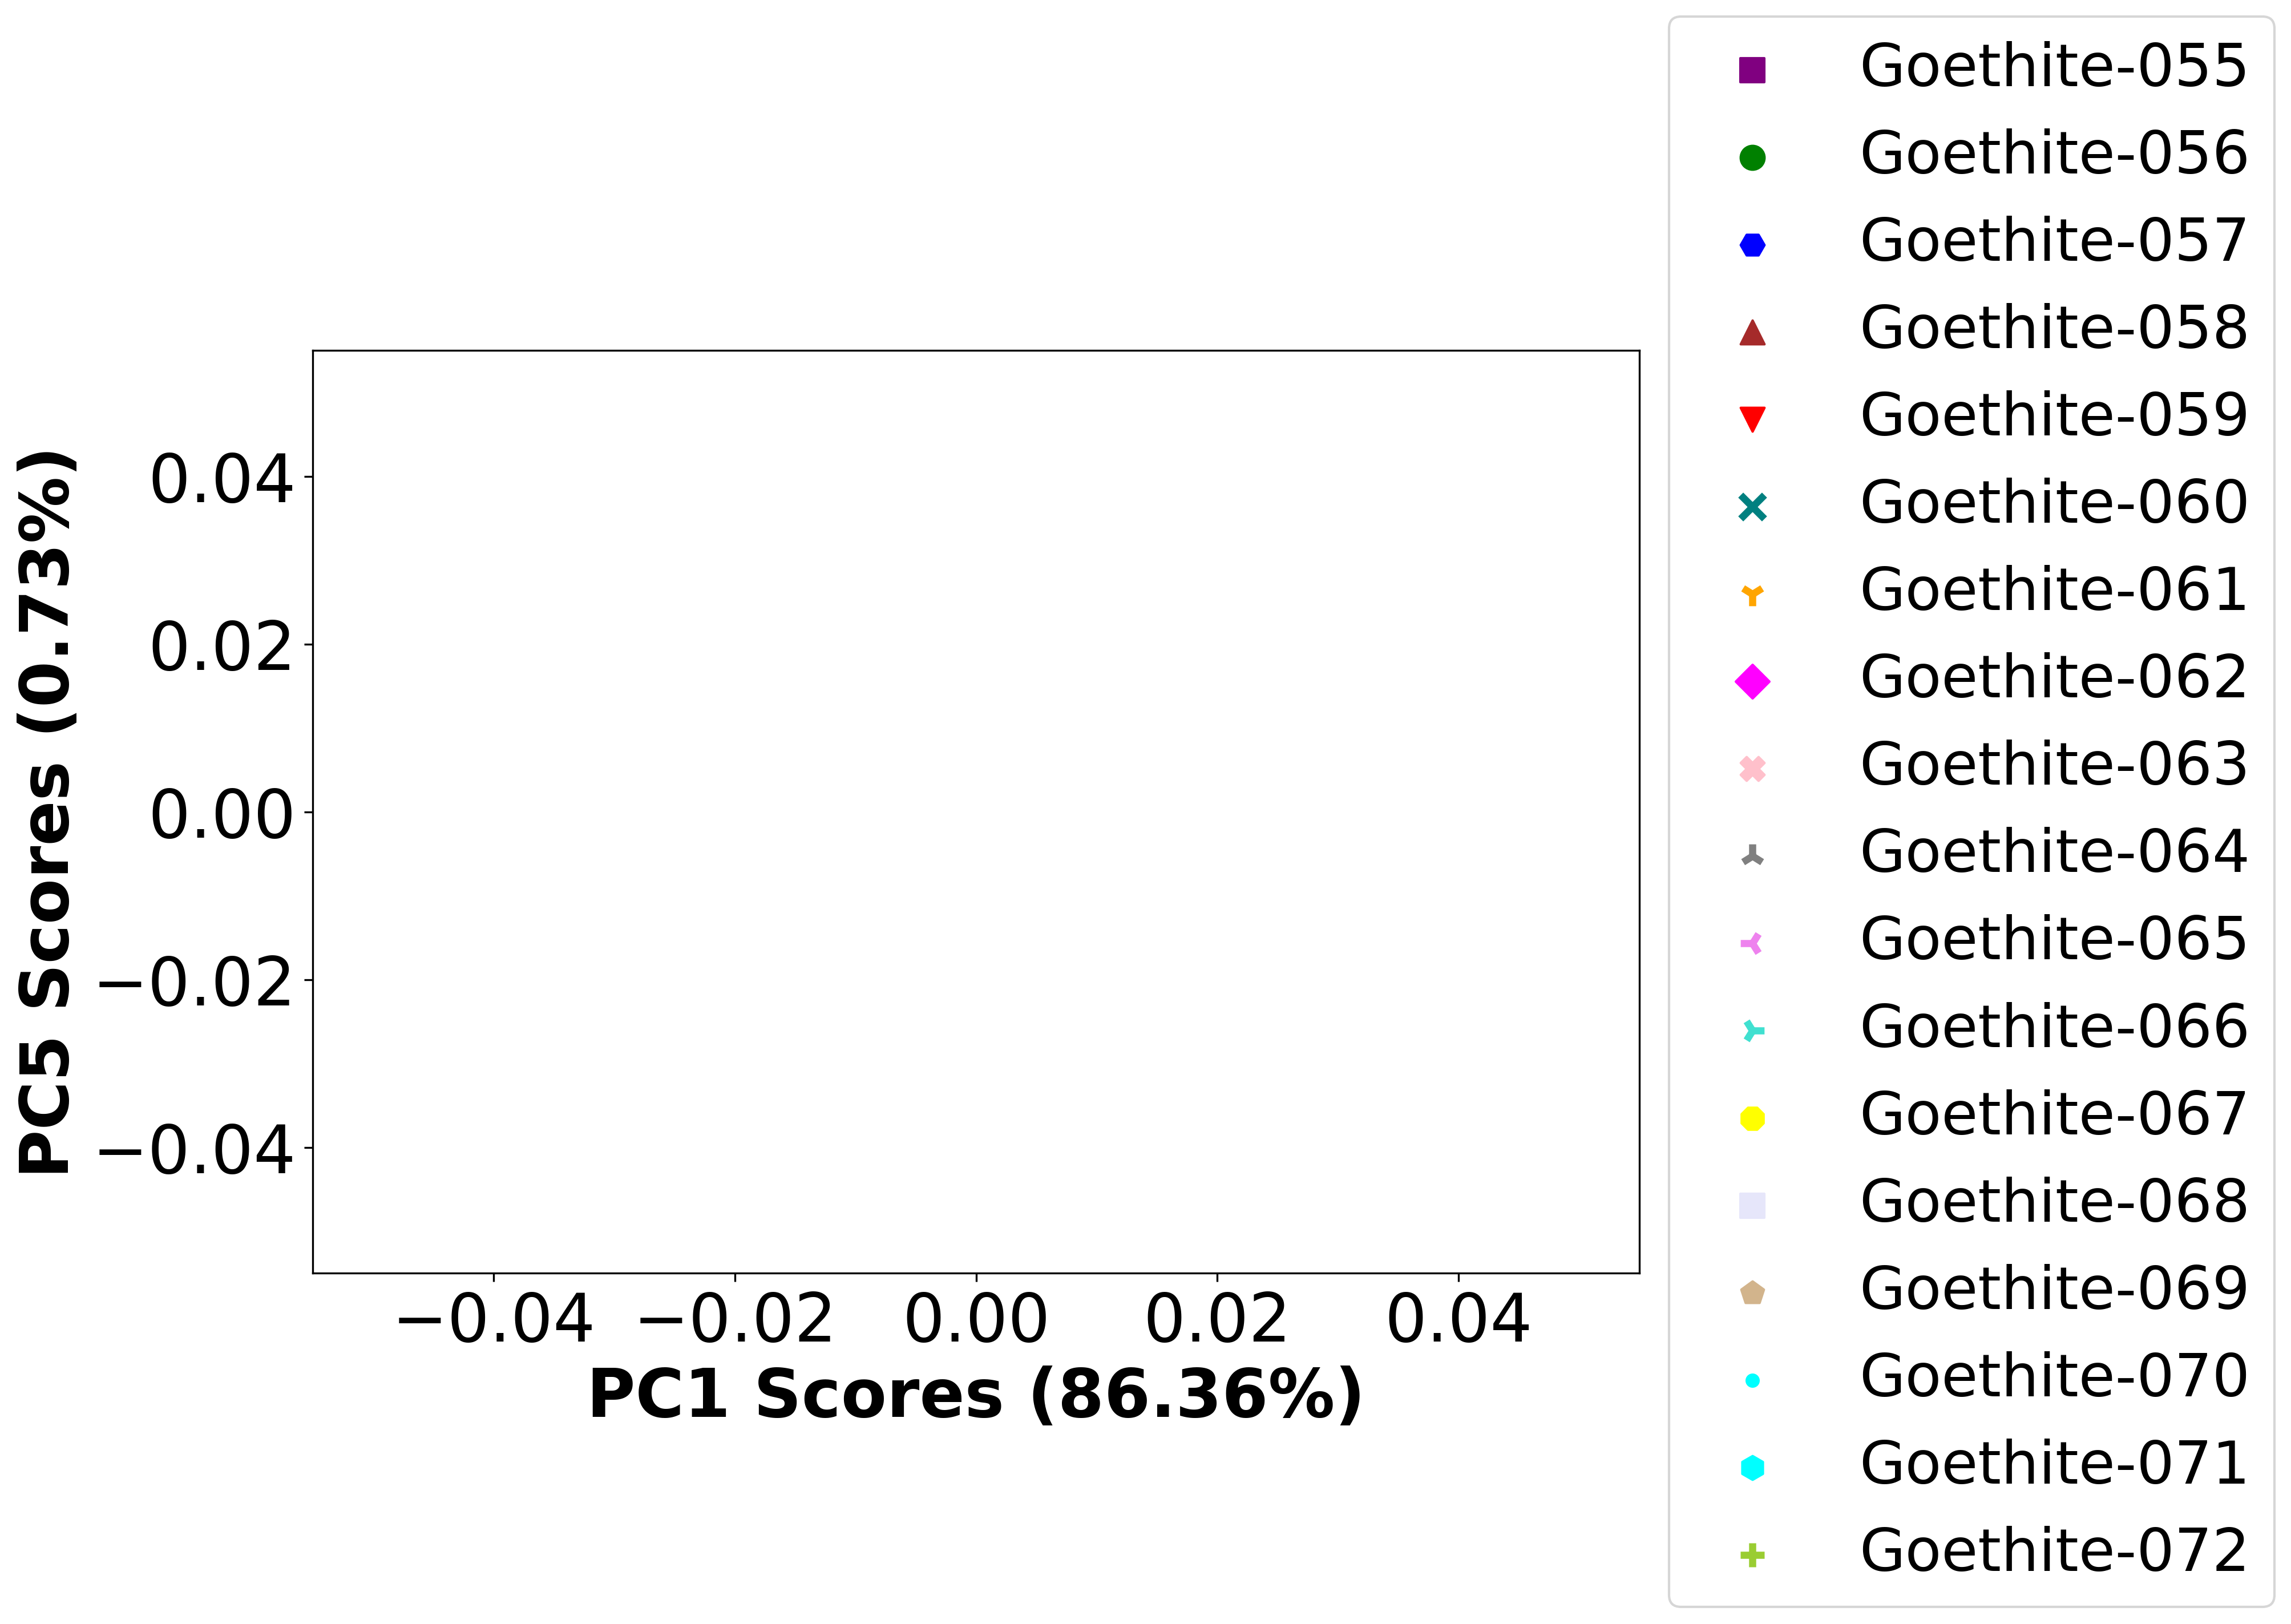 PC5 Scores (0.73%)
0.04
0.02
0.00
−0.02
−0.04
−0.04 −0.02 0.00 0.02 0.04
PC1 Scores (86.36%)
Goethite-055
Goethite-056
Goethite-057
Goethite-058
Goethite-059
Goethite-060
Goethite-061
Goethite-062
Goethite-063
Goethite-064
Goethite-065
Goethite-066
Goethite-067
Goethite-068
Goethite-069
Goethite-070
Goethite-071
Goethite-072